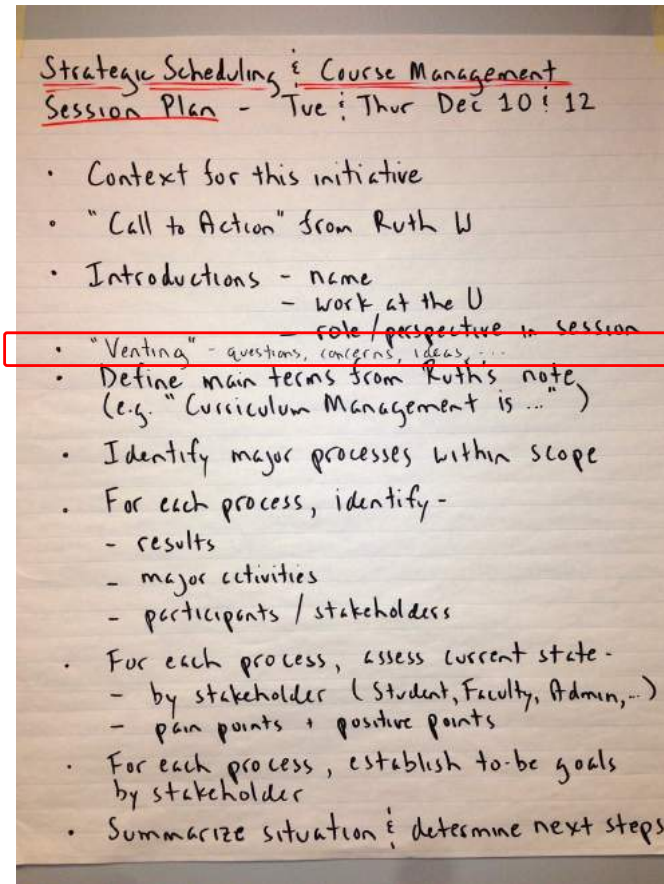 Strategic Scheduling & Course Management
Session Plan - Tue & Thur Dec 10 & 12
• Context for this initiative
• "Call to Action" from Ruth W
• Introductions - name
- work at the U
- role/perspective in session
• "Venting" - questions, concerns, ideas, ...
• Define main terms from Ruth's note
(e.g. "Curriculum Management is ...")
• Identify major processes within scope
• For each process, identify -
- results
- major activities
- participants / stakeholders
• For each process, assess current state -
- by stakeholder (Student, Faculty, Admin, ...)
- pain points + positive points
• For each process, establish to-be goals
by stakeholder
• Summarize situation & determine next steps